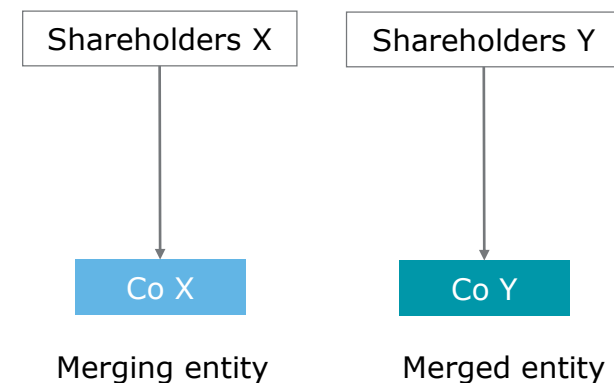 Shareholders X
Shareholders Y
Co X
Co Y
Merging entity
Merged entity